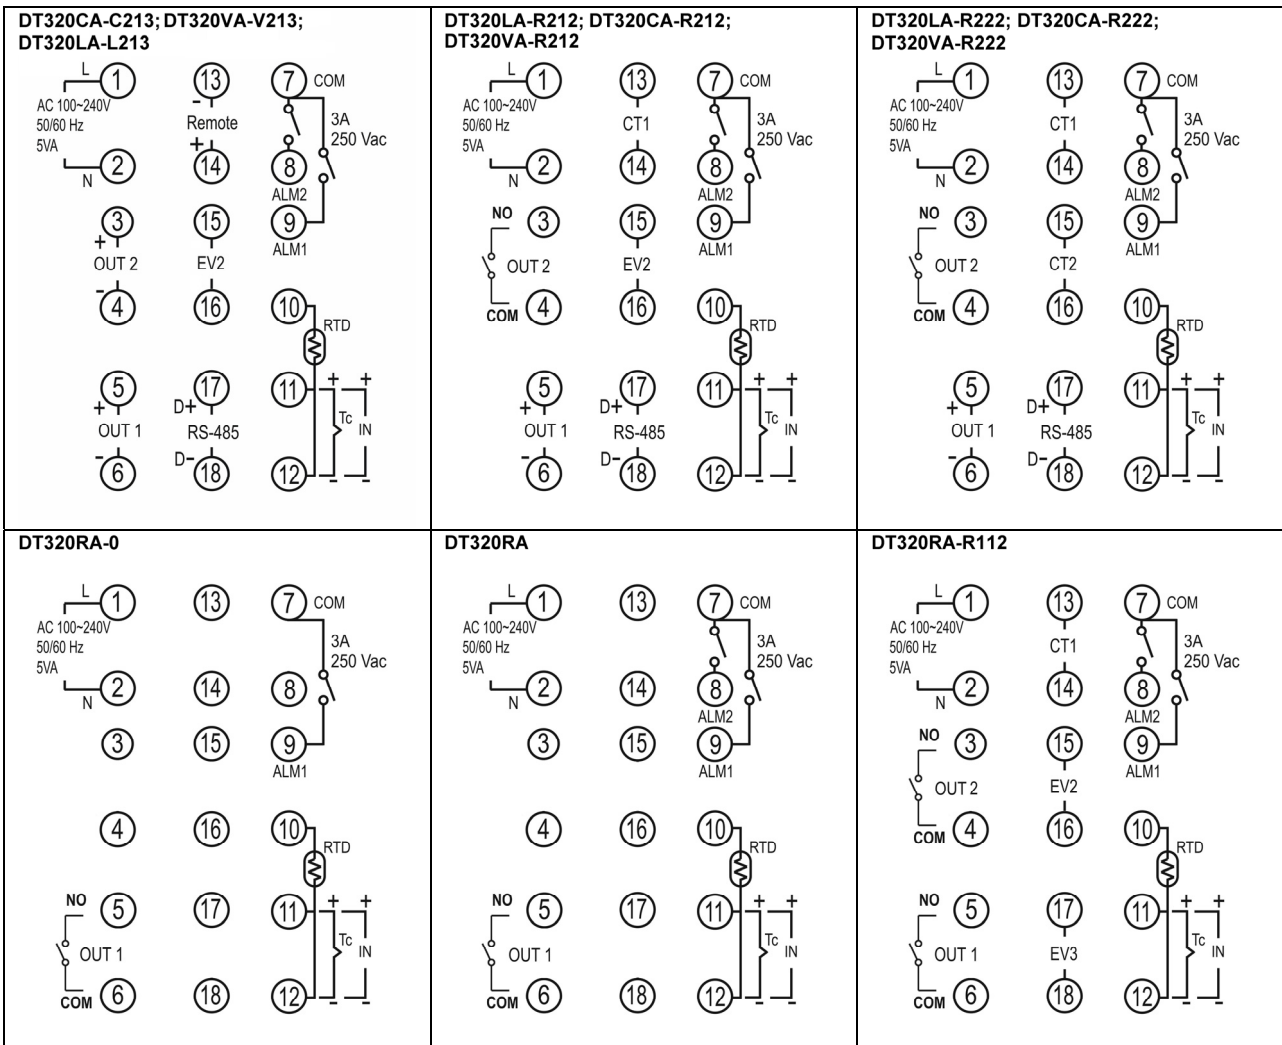 DT320CA-C213; DT320VA-V213;
DT320LA-L213
L 1 13 7 COM
AC 100~240V
50/60 Hz
5VA
-
Remote
+
3A
250 Vac
N 2 14 8
ALM2
3 15 9
ALM1
+
OUT 2 EV2
-
4 16 10
RTD
5 17 11 + +
+ D+
OUT 1 RS-485 Tc IN
- D-
6 18 12 - -
DT320LA-R212; DT320CA-R212;
DT320VA-R212
L 1 13 7 COM
AC 100~240V
50/60 Hz
5VA
CT1
3A
250 Vac
N 2 14 8
ALM2
NO 3 15 9
ALM1
OUT 2 EV2
COM 4 16 10
RTD
5 17 11 + +
+ D+
OUT 1 RS-485 Tc IN
- D-
6 18 12 - -
DT320LA-R222; DT320CA-R222;
DT320VA-R222
L 1 13 7 COM
AC 100~240V
50/60 Hz
5VA
CT1
3A
250 Vac
N 2 14 8
ALM2
NO 3 15 9
ALM1
OUT 2 CT2
COM 4 16 10
RTD
5 17 11 + +
+ D+
OUT 1 RS-485 Tc IN
- D-
6 18 12 - -
DT320RA-0
L 1 13 7 COM
AC 100~240V
50/60 Hz
5VA
3A
250 Vac
N 2 14 8
3 15 9
ALM1
4 16 10
RTD
NO 5 17 11 + +
OUT 1 Tc IN
COM 6 18 12 - -
DT320RA
L 1 13 7 COM
AC 100~240V
50/60 Hz
5VA
3A
250 Vac
N 2 14 8
ALM2
3 15 9
ALM1
4 16 10
RTD
NO 5 17 11 + +
OUT 1 Tc IN
COM 6 18 12 - -
DT320RA-R112
L 1 13 7 COM
AC 100~240V
50/60 Hz
5VA
CT1
3A
250 Vac
N 2 14 8
ALM2
NO 3 15 9
ALM1
OUT 2 EV2
COM 4 16 10
RTD
NO 5 17 11 + +
OUT 1 EV3 Tc IN
COM 6 18 12 - -